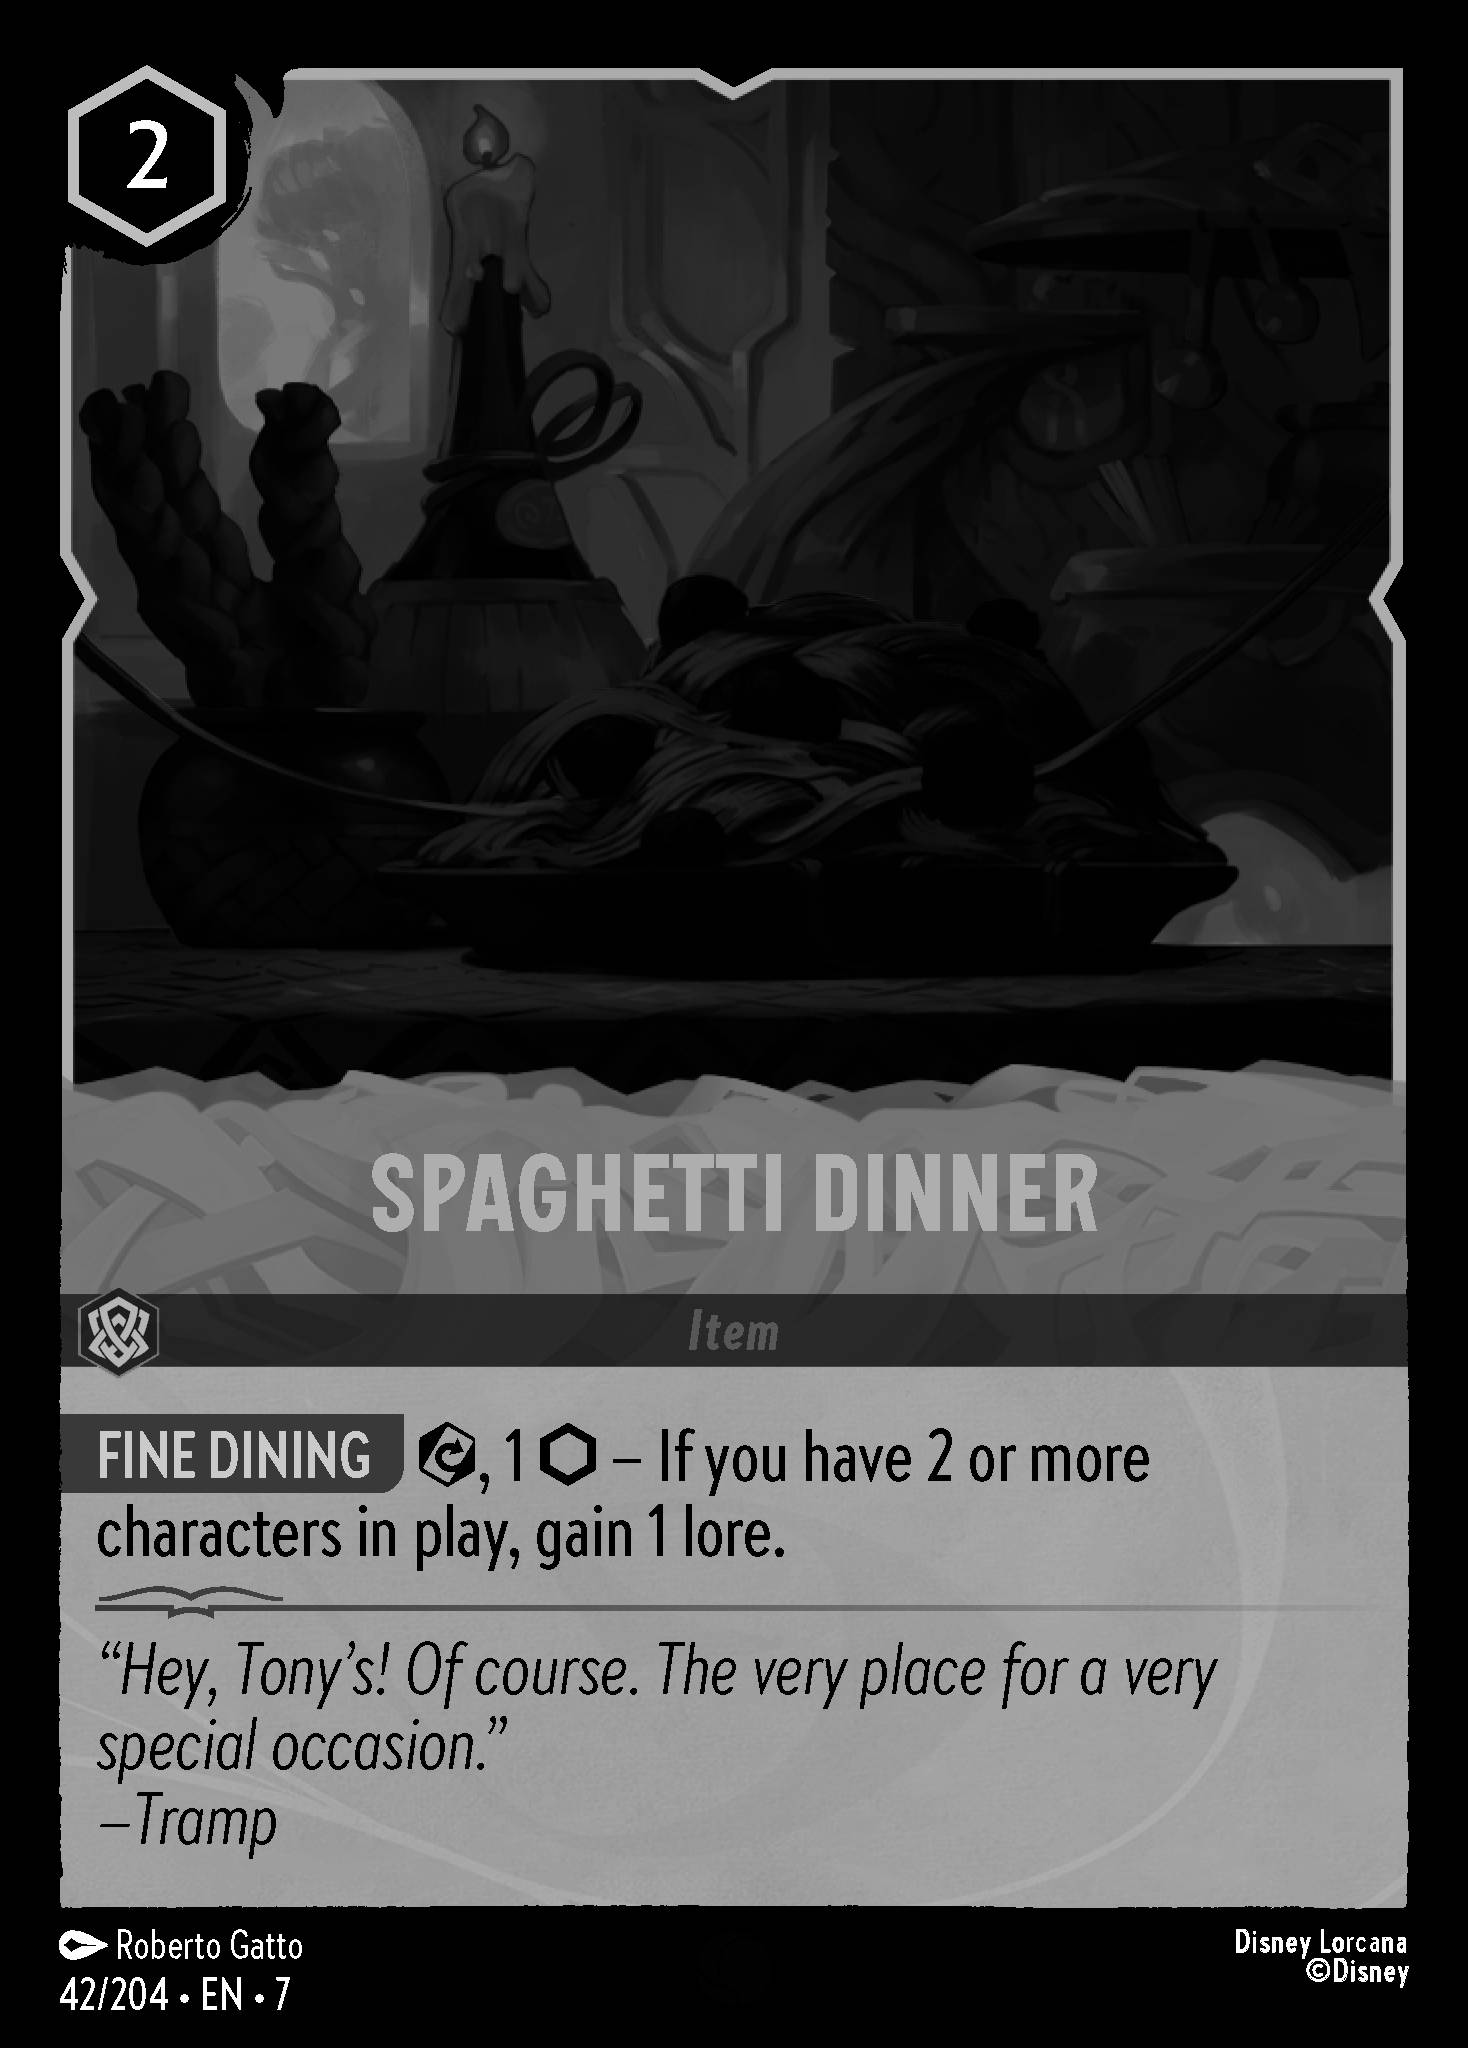 2
SPAGHETTI DINNER
Item
FINE DINING , 1 – If you have 2 or more
characters in play, gain 1 lore.
“Hey, Tony’s! Of course. The very place for a very
special occasion.”
–Tramp
Roberto Gatto
Disney Lorcana
©Disney
42/204 • EN • 7